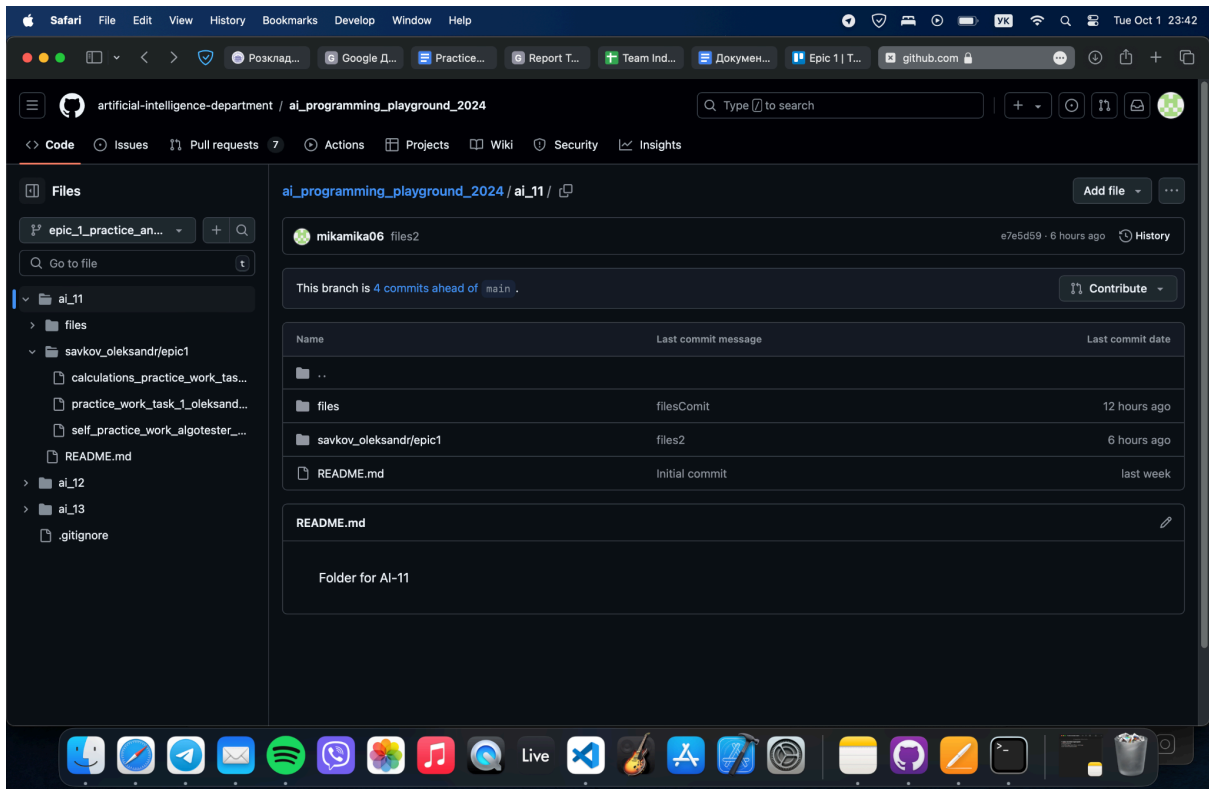 Safari File Edit View History Bookmarks Develop Window Help УК Tue Oct 1 23:42
Розклад... Google Д... Practice... Report T... Team Ind... Докумен... Epic 1 | T... github.com
artificial-intelligence-department / ai_programming_playground_2024 Type / to search
Code Issues Pull requests 7 Actions Projects Wiki Security Insights
Files
ai_programming_playground_2024 / ai_11 / Add file
epic_1_practice_an...
mikamika06 files2 e7e5d59 · 6 hours ago History
Go to file t
This branch is 4 commits ahead of main . Contribute
ai_11
files
savkov_oleksandr/epic1
calculations_practice_work_tas...
practice_work_task_1_oleksand...
self_practice_work_algotester_...
README.md
ai_12
ai_13
.gitignore
Name Last commit message Last commit date
..
files filesComit 12 hours ago
savkov_oleksandr/epic1 files2 6 hours ago
README.md Initial commit last week
README.md
Folder for AI-11
Live